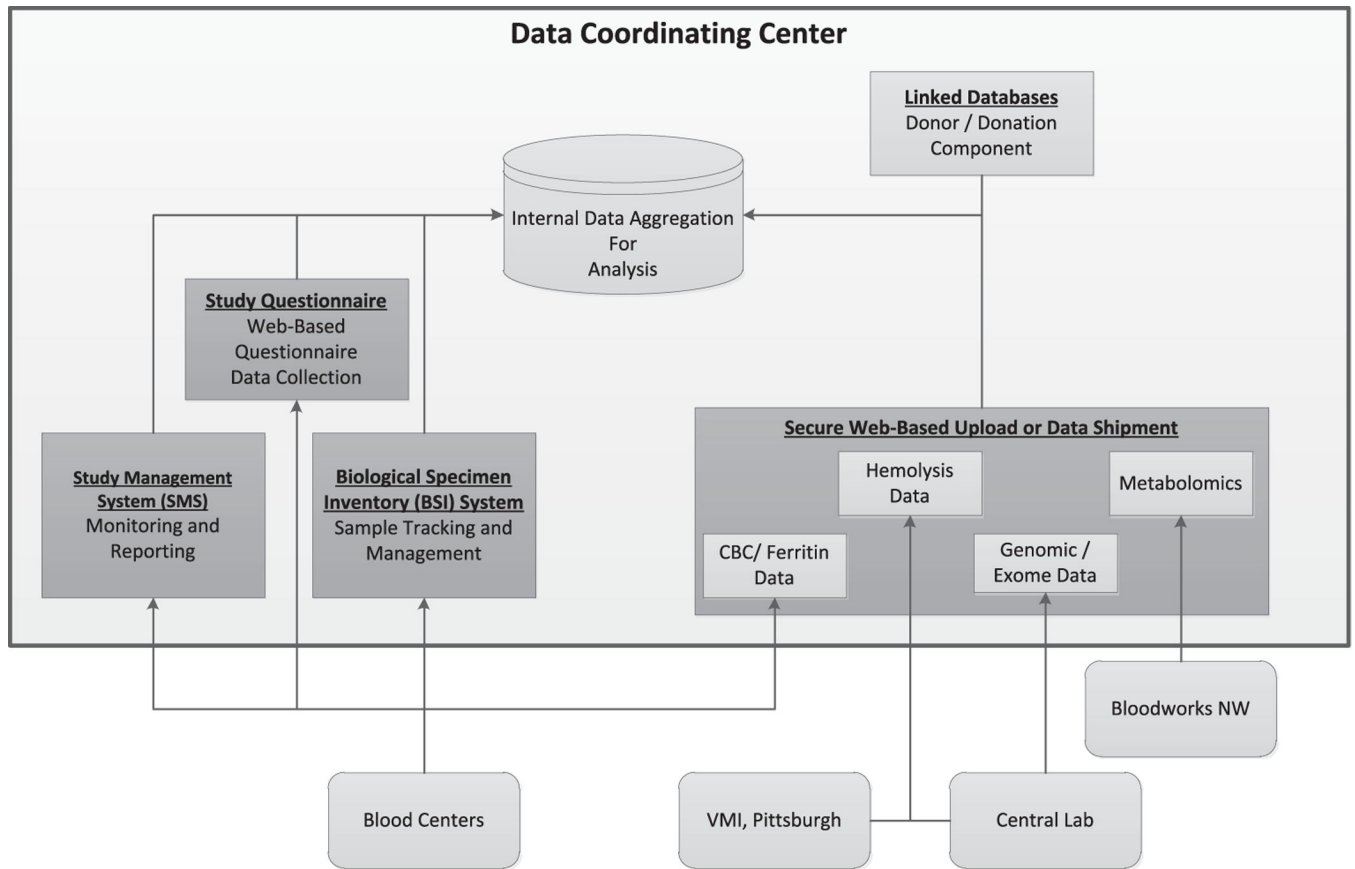 Data Coordinating Center
Linked Databases
Donor / Donation
Component
Internal Data Aggregation
For
Analysis
Study Questionnaire
Web-Based
Questionnaire
Data Collection
Study Management
System (SMS)
Monitoring and
Reporting
Biological Specimen
Inventory (BSI) System
Sample Tracking and
Management
Secure Web-Based Upload or Data Shipment
Hemolysis
Data
Metabolomics
CBC/ Ferritin
Data
Genomic /
Exome Data
Bloodworks NW
Blood Centers
VMI, Pittsburgh
Central Lab